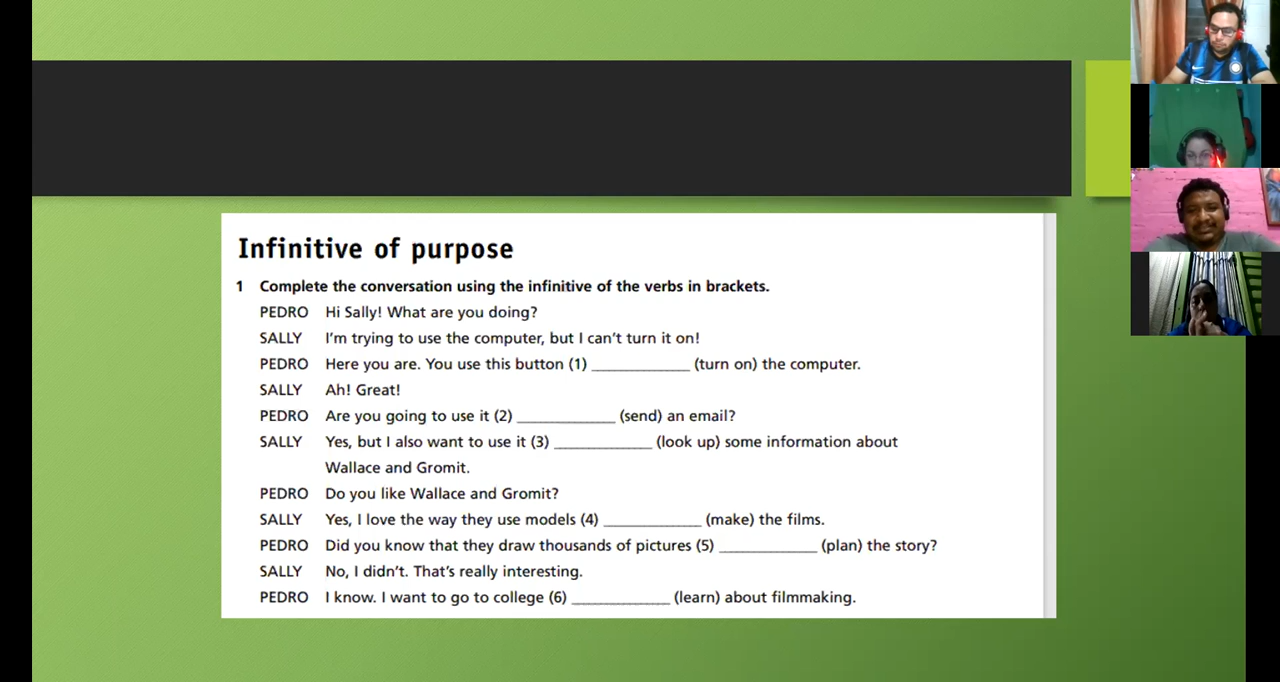 Infinitive of purpose
1 Complete the conversation using the infinitive of the verbs in brackets.
PEDRO Hi Sally! What are you doing?
SALLY I'm trying to use the computer, but I can't turn it on!
PEDRO Here you are. You use this button (1) ____________ (turn on) the computer.
SALLY Ah! Great!
PEDRO Are you going to use it (2) ____________ (send) an email?
SALLY Yes, but I also want to use it (3) ____________ (look up) some information about
Wallace and Gromit.
PEDRO Do you like Wallace and Gromit?
SALLY Yes, I love the way they use models (4) ____________ (make) the films.
PEDRO Did you know that they draw thousands of pictures (5) ____________ (plan) the story?
SALLY No, I didn't. That's really interesting.
PEDRO I know. I want to go to college (6) ____________ (learn) about filmmaking.